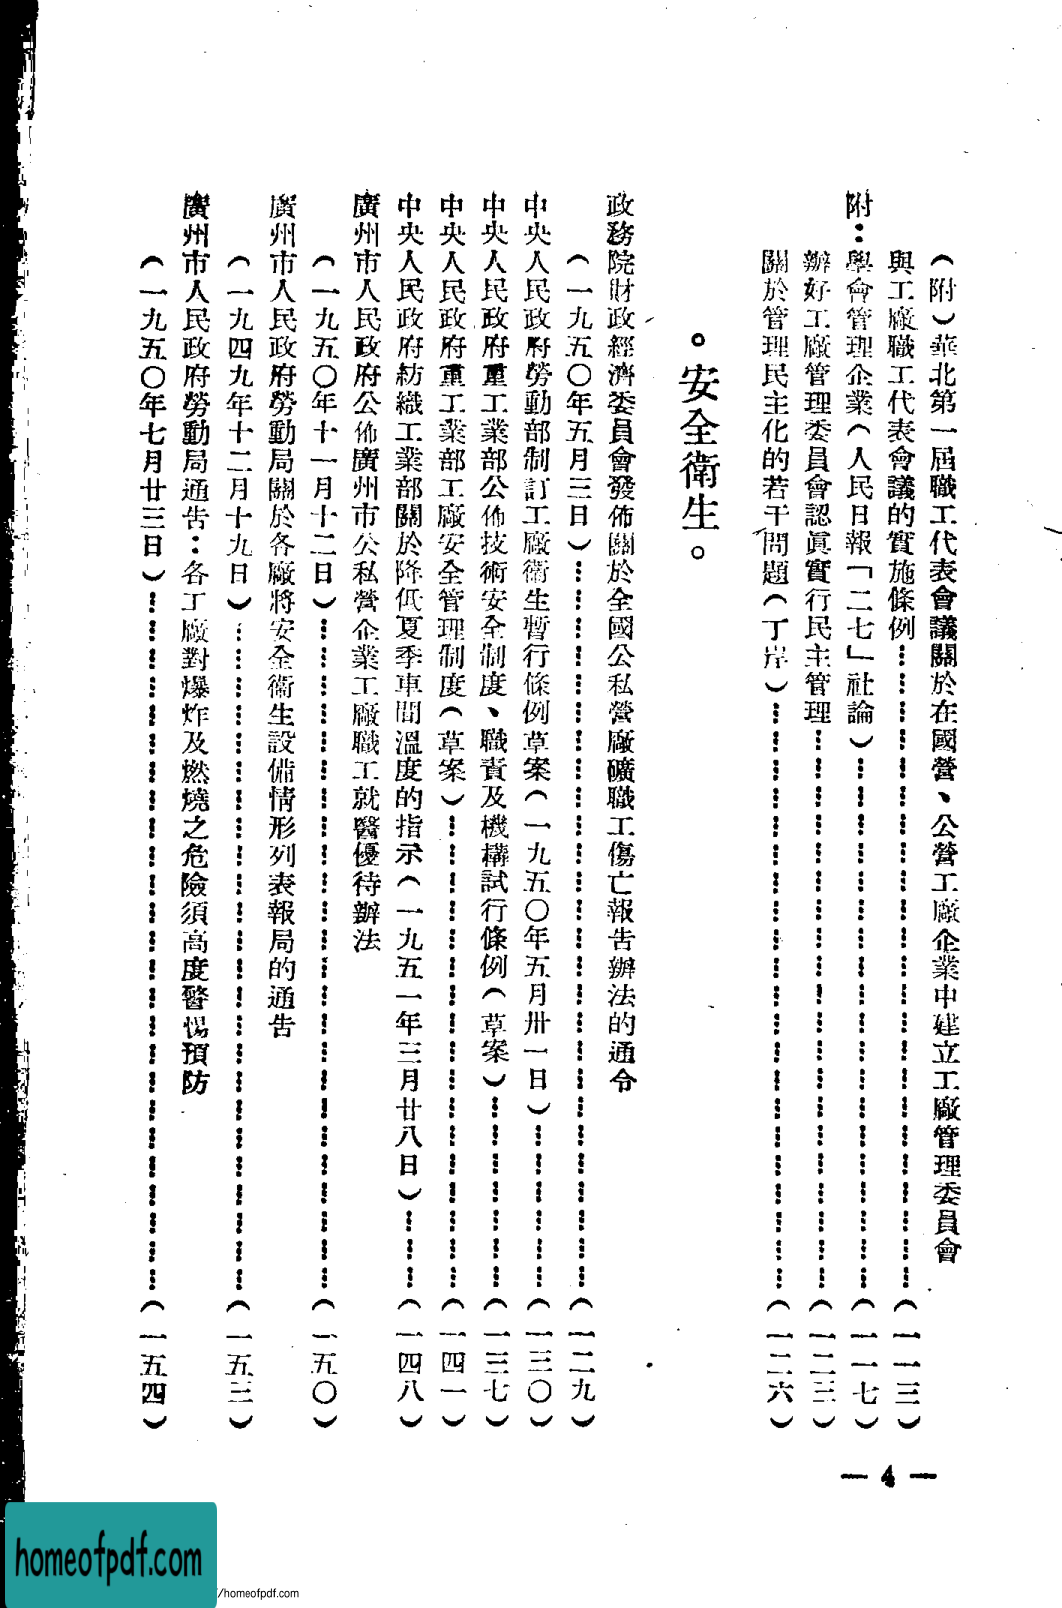 （附）華北第一屆職工代表會議關於在國營、公營工廠企業中建立工廠管理委員會
與工廠職工代表會議的實施條例……（一一三）
附：學會管理企業（人民日報「二七」社論）……（一一七）
辦好工廠管理委員會認眞實行民主管理……（一二三）
關於管理民主化的若干問題（丁岸）……（一二六）
。安全衛生。
政務院財政經濟委員會發佈關於全國公私營廠礦職工傷亡報告辦法的通令
（一九五〇年五月三日）……（一二九）
中央人民政府勞動部制訂工廠衛生暫行條例草案（一九五〇年五月卅一日）……（一三〇）
中央人民政府重工業部公佈技術安全制度、職責及機構試行條例（草案）……（一三七）
中央人民政府重工業部工廠安全管理制度（草案）……（一四一）
中央人民政府紡織工業部關於降低夏季車間溫度的指示（一九五一年三月廿八日）……（一四八）
廣州市人民政府公佈廣州市公私營企業工廠職工就醫優待辦法
（一九五〇年十一月十二日）……（一五〇）
廣州市人民政府勞動局關於各廠將安全衛生設備情形列表報局的通告
（一九四九年十二月十九日）……（一五三）
廣州市人民政府勞動局通告：各工廠對爆炸及燃燒之危險須高度警惕預防
（一九五〇年七月廿三日）……（一五四）
— 4 —
homeofpdf.com
/homeofpdf.com